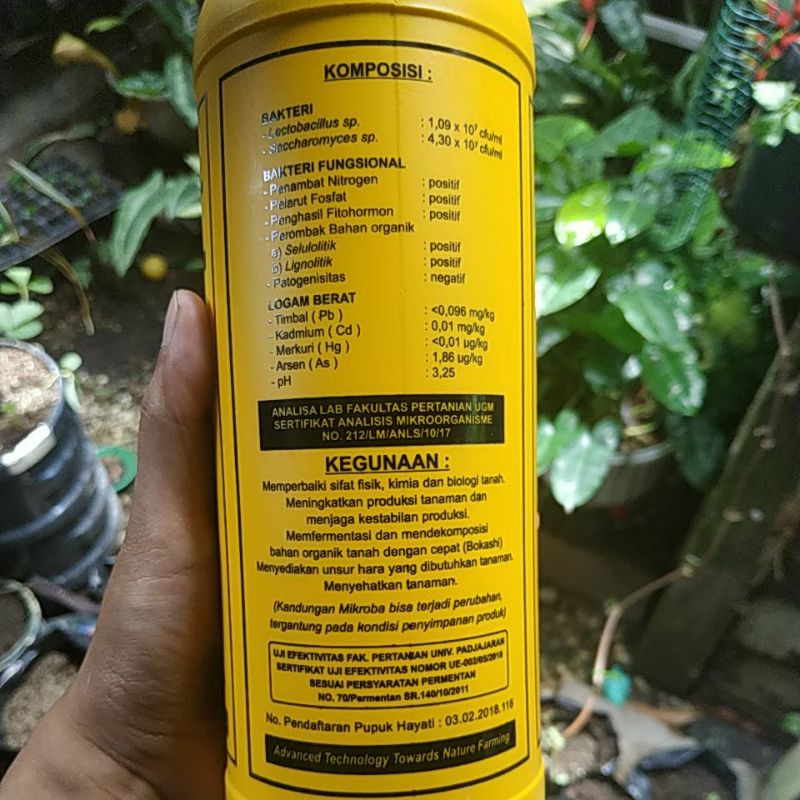 KOMPOSISI :
BAKTERI
- Lectobacillus sp. : 1,09 x 10⁷ cfu/ml
- Saccharomyces sp. : 4,30 x 10⁷ cfu/ml
BAKTERI FUNGSIONAL
- Penambat Nitrogen : positif
- Pelarut Fosfat : positif
- Penghasil Fitohormon : positif
- Perombak Bahan organik
a) Selulolitik : positif
b) Lignolitik : positif
- Patogenisitas : negatif
LOGAM BERAT
- Timbal ( Pb ) : <0,096 mg/kg
- Kadmium ( Cd ) : 0,01 mg/kg
- Merkuri ( Hg ) : <0,01 µg/kg
- Arsen ( As ) : 1,86 µg/kg
- pH : 3,25
ANALISA LAB FAKULTAS PERTANIAN UGM
SERTIFIKAT ANALISIS MIKROORGANISME
NO. 212/LM/ANLS/10/17
KEGUNAAN :
Memperbaiki sifat fisik, kimia dan biologi tanah.
Meningkatkan produksi tanaman dan
menjaga kestabilan produksi.
Memfermentasi dan mendekomposisi
bahan organik tanah dengan cepat (Bokashi)
Menyediakan unsur hara yang dibutuhkan tanaman.
Menyehatkan tanaman.
(Kandungan Mikroba bisa terjadi perubahan,
tergantung pada kondisi penyimpanan produk)
UJI EFEKTIVITAS FAK. PERTANIAN UNIV. PADJAJARAN
SERTIFIKAT UJI EFEKTIVITAS NOMOR UE-002/05/2018
SESUAI PERSYARATAN PERMENTAN
NO. 70/Permentan SR.140/10/2011
No. Pendaftaran Pupuk Hayati : 03.02.2018.116
Advanced Technology Towards Nature Farming